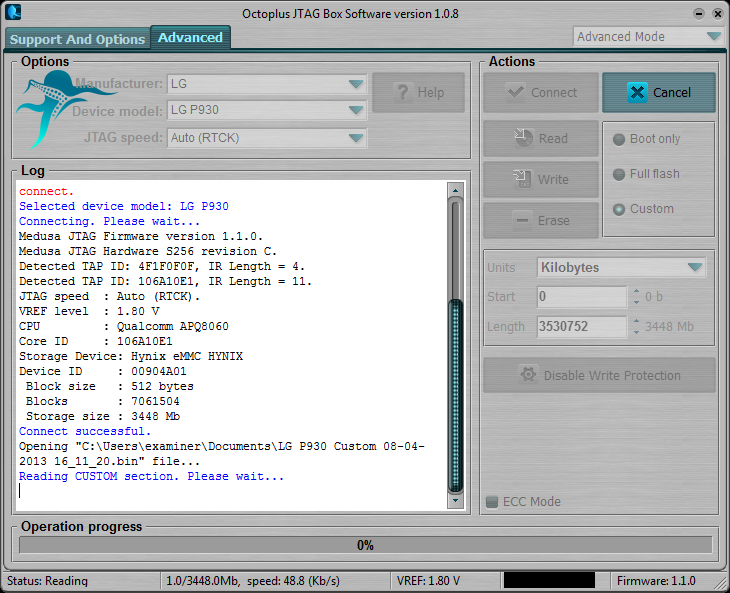 Octoplus JTAG Box Software version 1.0.8
Support And Options
Advanced
Advanced Mode
Options
Manufacturer: LG
Help
Device model: LG P930
JTAG speed: Auto (RTCK)
Actions
Connect
Cancel
Read
Write
Erase
Boot only
Full flash
Custom
Units Kilobytes
Start 0 0 b
Length 3530752 3448 Mb
Disable Write Protection
ECC Mode
Log
connect.
Selected device model: LG P930
Connecting. Please wait...
Medusa JTAG Firmware version 1.1.0.
Medusa JTAG Hardware S256 revision C.
Detected TAP ID: 4F1F0F0F, IR Length = 4.
Detected TAP ID: 106A10E1, IR Length = 11.
JTAG speed : Auto (RTCK).
VREF level : 1.80 V
CPU : Qualcomm APQ8060
Core ID : 106A10E1
Storage Device: Hynix eMMC HYNIX
Device ID : 00904A01
Block size : 512 bytes
Blocks : 7061504
Storage size : 3448 Mb
Connect successful.
Opening "C:\Users\examiner\Documents\LG P930 Custom 08-04-
2013 16_11_20.bin" file...
Reading CUSTOM section. Please wait...
Operation progress
0%
Status: Reading
1.0/3448.0Mb, speed: 48.8 (Kb/s)
VREF: 1.80 V
Firmware: 1.1.0